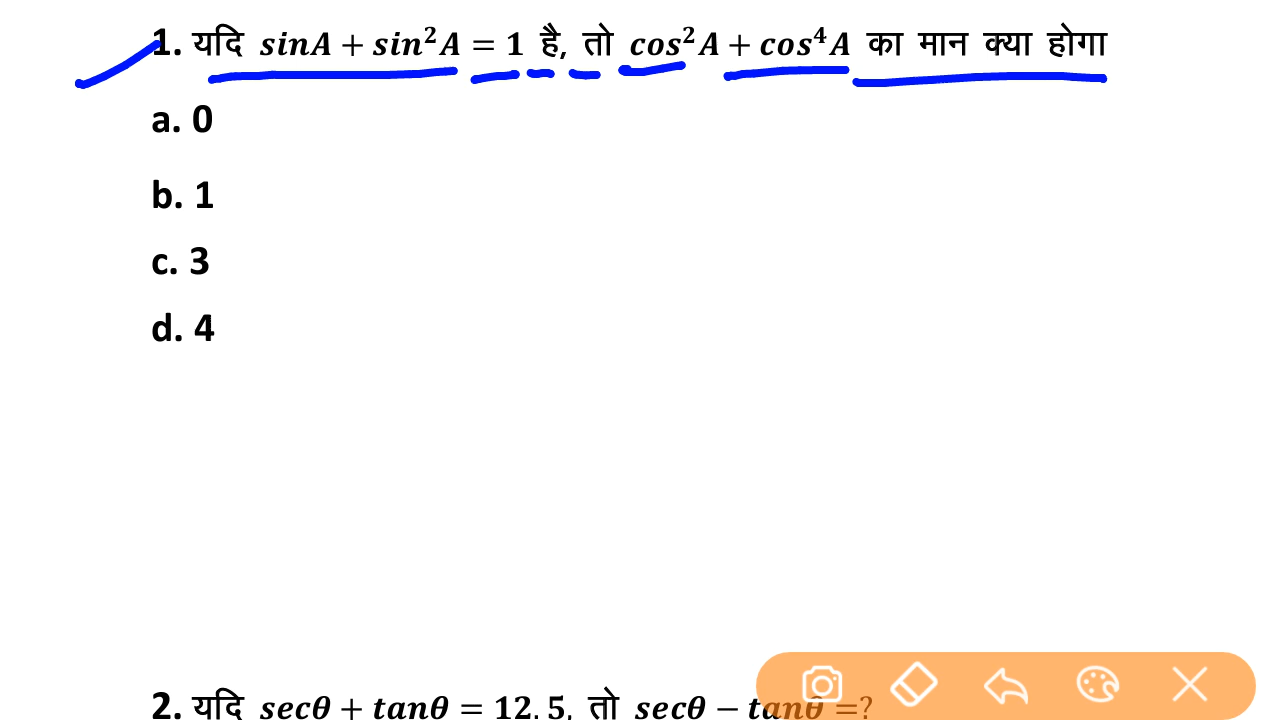 1. यदि sinA + sin²A = 1 है, तो cos²A + cos⁴A का मान क्या होगा
a. 0
b. 1
c. 3
d. 4
2. यदि secθ + tanθ = 12.5, तो secθ − tanθ =?